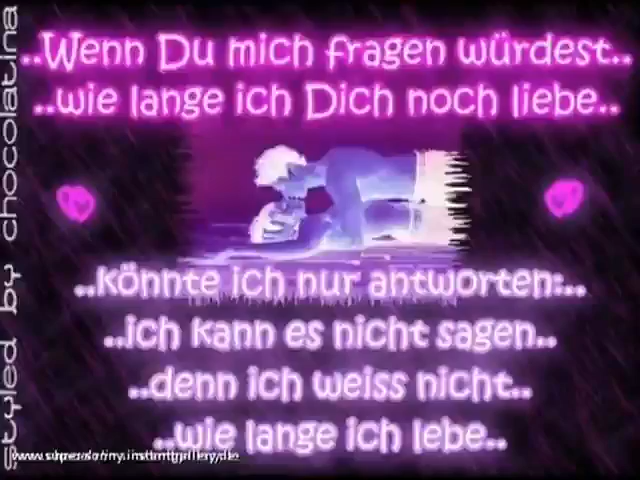 ..Wenn Du mich fragen würdest..
..wie lange ich Dich noch liebe..
..könnte ich nur antworten:..
..ich kann es nicht sagen..
..denn ich weiss nicht..
..wie lange ich lebe..
styled by chocolatina